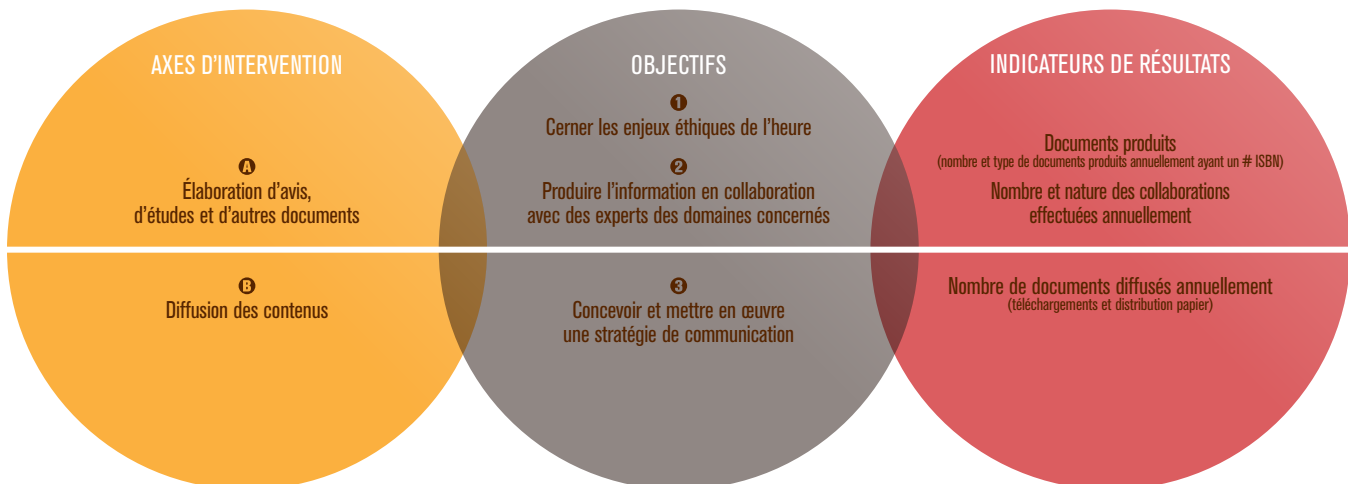 AXES D'INTERVENTION
A
Élaboration d'avis,
d'études et d'autres documents
B
Diffusion des contenus
OBJECTIFS
1
Cerner les enjeux éthiques de l'heure
2
Produire l'information en collaboration
avec des experts des domaines concernés
3
Concevoir et mettre en œuvre
une stratégie de communication
INDICATEURS DE RÉSULTATS
Documents produits
(nombre et type de documents produits annuellement ayant un # ISBN)
Nombre et nature des collaborations
effectuées annuellement
Nombre de documents diffusés annuellement
(téléchargements et distribution papier)